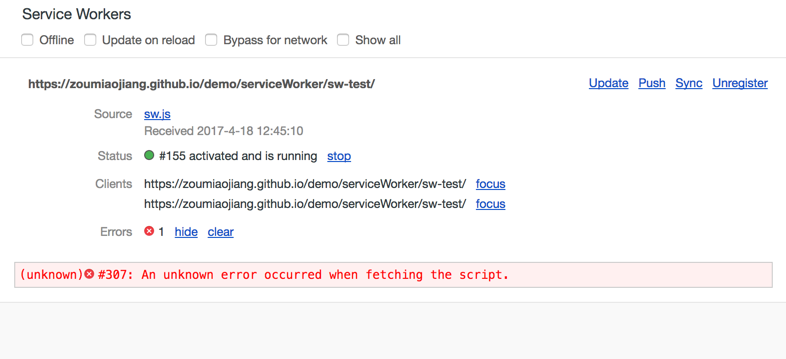 Service Workers
Offline Update on reload Bypass for network Show all
https://zoumiaojiang.github.io/demo/serviceWorker/sw-test/ Update Push Sync Unregister
Source sw.js
Received 2017-4-18 12:45:10
Status #155 activated and is running stop
Clients https://zoumiaojiang.github.io/demo/serviceWorker/sw-test/ focus
https://zoumiaojiang.github.io/demo/serviceWorker/sw-test/ focus
Errors 1 hide clear
(unknown) #307: An unknown error occurred when fetching the script.